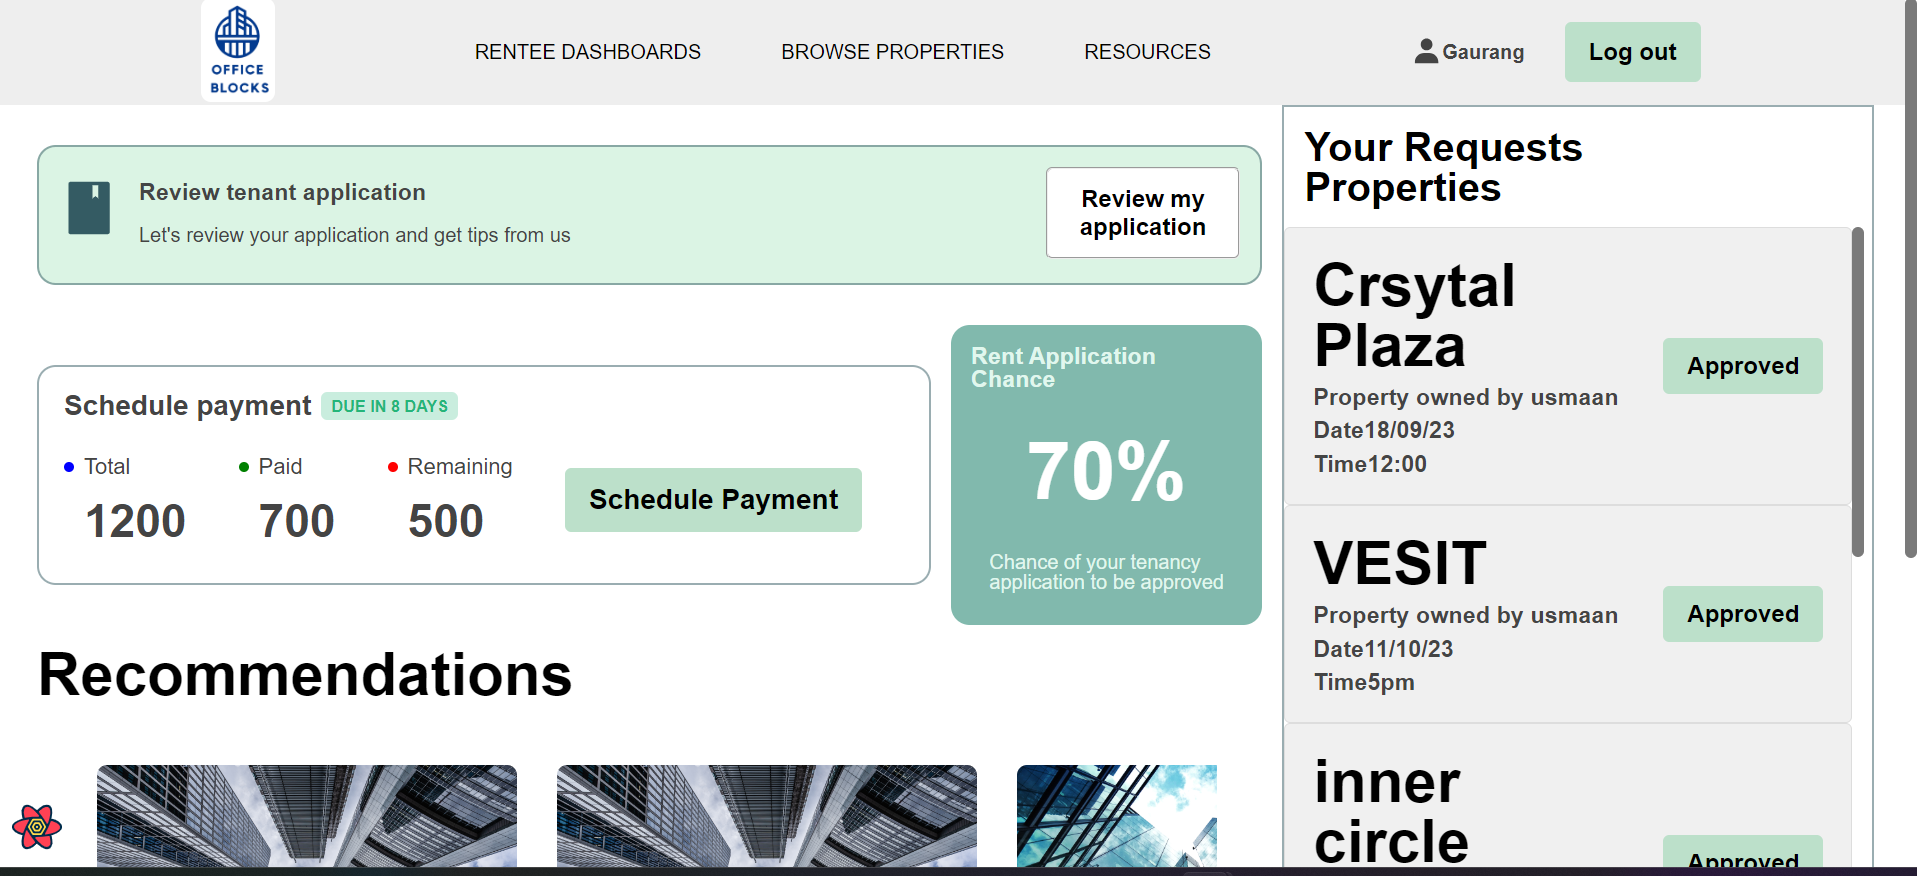 OFFICE
BLOCKS
RENTEE DASHBOARDS
BROWSE PROPERTIES
RESOURCES
Gaurang
Log out
Review tenant application
Let's review your application and get tips from us
Review my
application
Schedule payment
DUE IN 8 DAYS
Total
Paid
Remaining
1200
700
500
Schedule Payment
Rent Application
Chance
70%
Chance of your tenancy
application to be approved
Recommendations
Your Requests
Properties
Crsytal
Plaza
Property owned by usmaan
Date18/09/23
Time12:00
Approved
VESIT
Property owned by usmaan
Date11/10/23
Time5pm
Approved
inner
circle
Approved